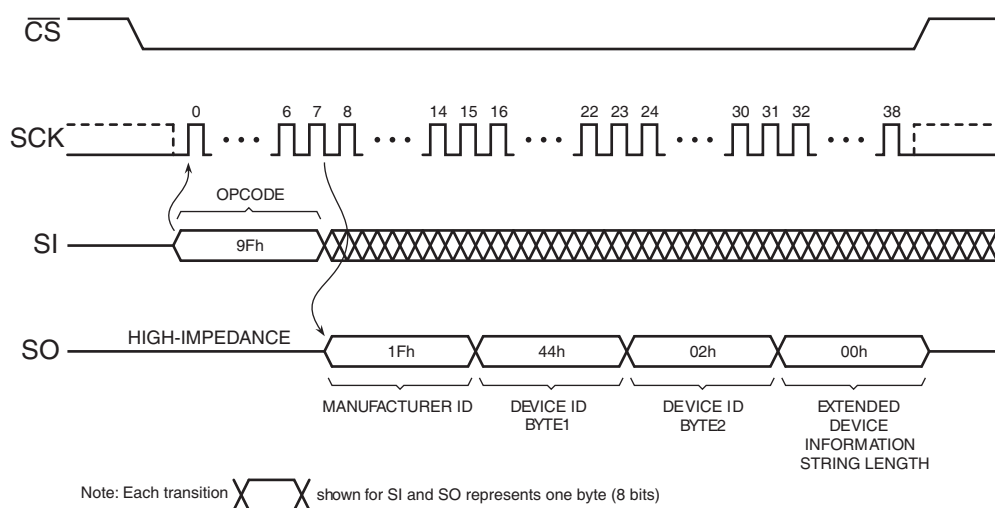 CS
0 6 7 8 14 15 16 22 23 24 30 31 32 38
SCK
OPCODE
SI 9Fh
HIGH-IMPEDANCE
SO 1Fh 44h 02h 00h
MANUFACTURER ID DEVICE ID DEVICE ID EXTENDED
BYTE1 BYTE2 DEVICE
INFORMATION
STRING LENGTH
Note: Each transition shown for SI and SO represents one byte (8 bits)